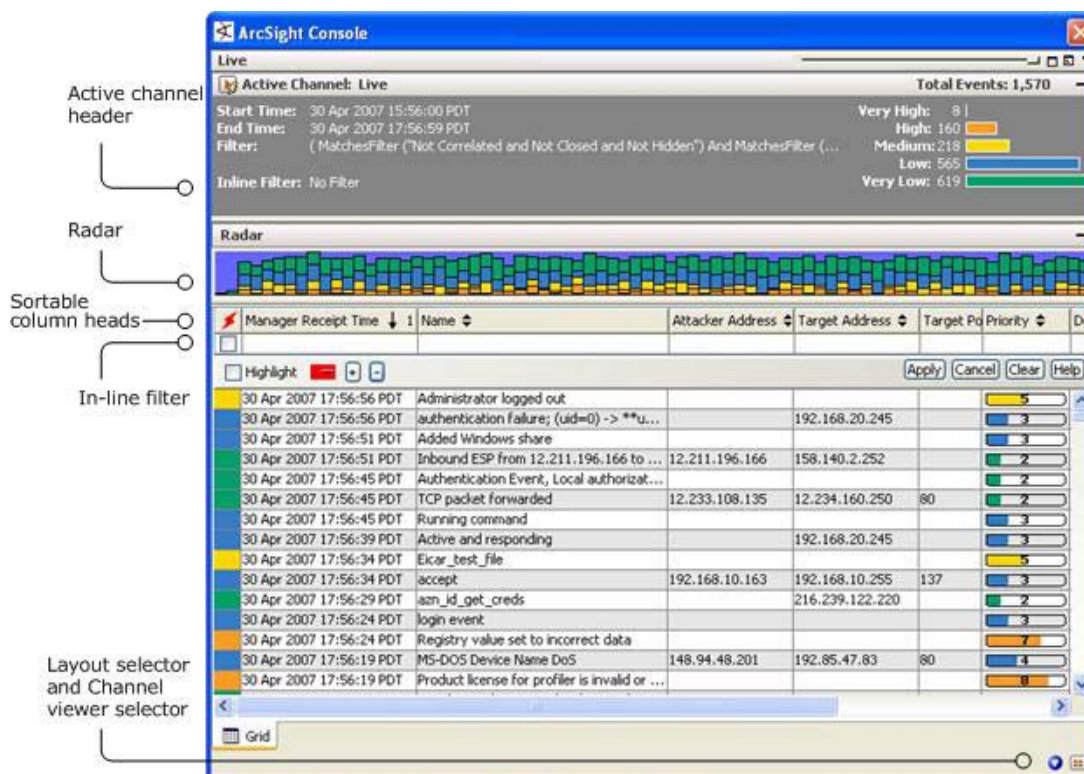 ArcSight Console
Live
Active Channel: Live Total Events: 1,570
Start Time: 30 Apr 2007 15:56:00 PDT
End Time: 30 Apr 2007 17:56:59 PDT
Filter: ( MatchesFilter ("Not Correlated and Not Closed and Not Hidden") And MatchesFilter (...
Inline Filter: No Filter
Very High: 8
High: 160
Medium: 218
Low: 565
Very Low: 619
Active channel
header
Radar
Radar
Sortable
column heads
Manager Receipt Time 1 Name Attacker Address Target Address Target Po Priority D
In-line filter
Highlight + - Apply Cancel Clear Help
30 Apr 2007 17:56:56 PDT Administrator logged out 5
30 Apr 2007 17:56:56 PDT authentication failure; (uid=0) -> **u... 192.168.20.245 3
30 Apr 2007 17:56:51 PDT Added Windows share 3
30 Apr 2007 17:56:51 PDT Inbound ESP from 12.211.196.166 to ... 12.211.196.166 158.140.2.252 2
30 Apr 2007 17:56:45 PDT Authentication Event, Local authorizat... 2
30 Apr 2007 17:56:45 PDT TCP packet forwarded 12.233.108.135 12.234.160.250 80 2
30 Apr 2007 17:56:45 PDT Running command 3
30 Apr 2007 17:56:39 PDT Active and responding 192.168.20.245 3
30 Apr 2007 17:56:34 PDT Eicar_test_file 5
30 Apr 2007 17:56:34 PDT accept 192.168.10.163 192.168.10.255 137 3
30 Apr 2007 17:56:29 PDT azn_id_get_creds 216.239.122.220 2
30 Apr 2007 17:56:24 PDT login event 3
30 Apr 2007 17:56:24 PDT Registry value set to incorrect data 7
30 Apr 2007 17:56:19 PDT MS-DOS Device Name DoS 148.94.48.201 192.85.47.83 80 4
30 Apr 2007 17:56:19 PDT Product license for profiler is invalid or ... 8
Layout selector
and Channel
viewer selector
Grid